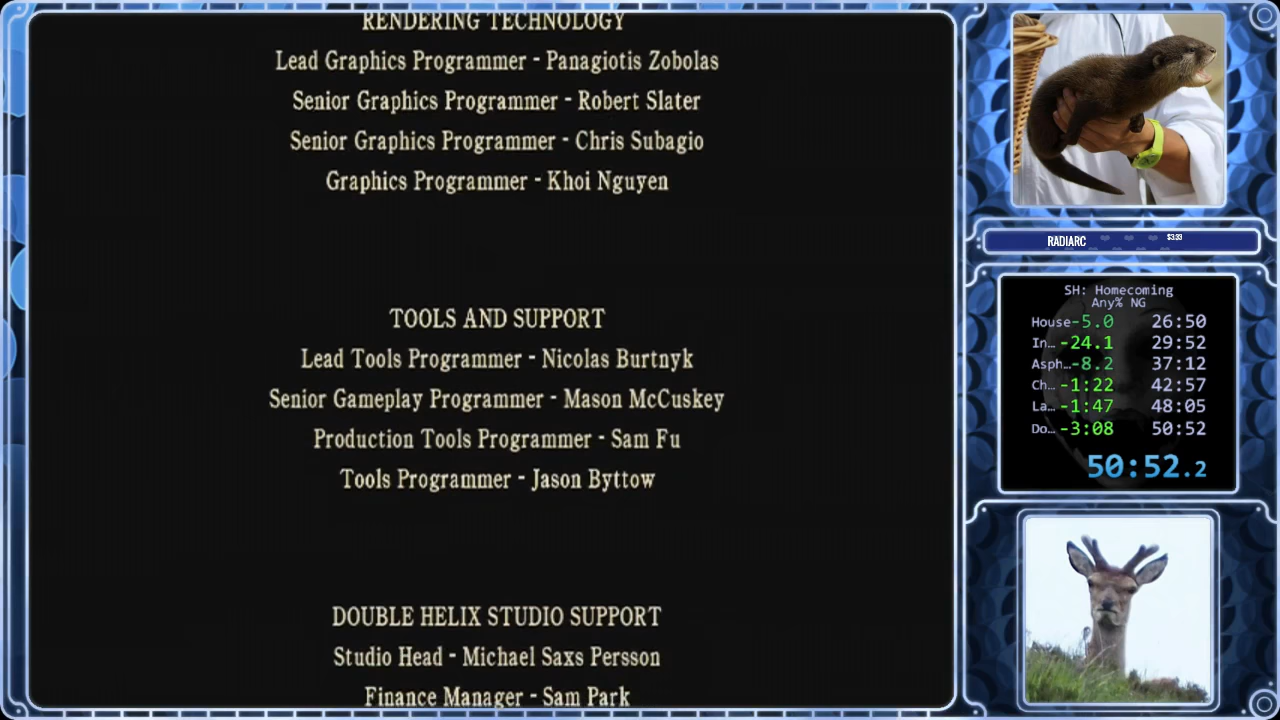 RENDERING TECHNOLOGY
Lead Graphics Programmer - Panagiotis Zobolas
Senior Graphics Programmer - Robert Slater
Senior Graphics Programmer - Chris Subagio
Graphics Programmer - Khoi Nguyen
TOOLS AND SUPPORT
Lead Tools Programmer - Nicolas Burtnyk
Senior Gameplay Programmer - Mason McCuskey
Production Tools Programmer - Sam Fu
Tools Programmer - Jason Byttow
DOUBLE HELIX STUDIO SUPPORT
Studio Head - Michael Saxs Persson
Finance Manager - Sam Park
RADIARC $3.33
SH: Homecoming
Any% NG
House -5.0 26:50
In... -24.1 29:52
Asph... -8.2 37:12
Ch... -1:22 42:57
La... -1:47 48:05
Do... -3:08 50:52
50:52.2